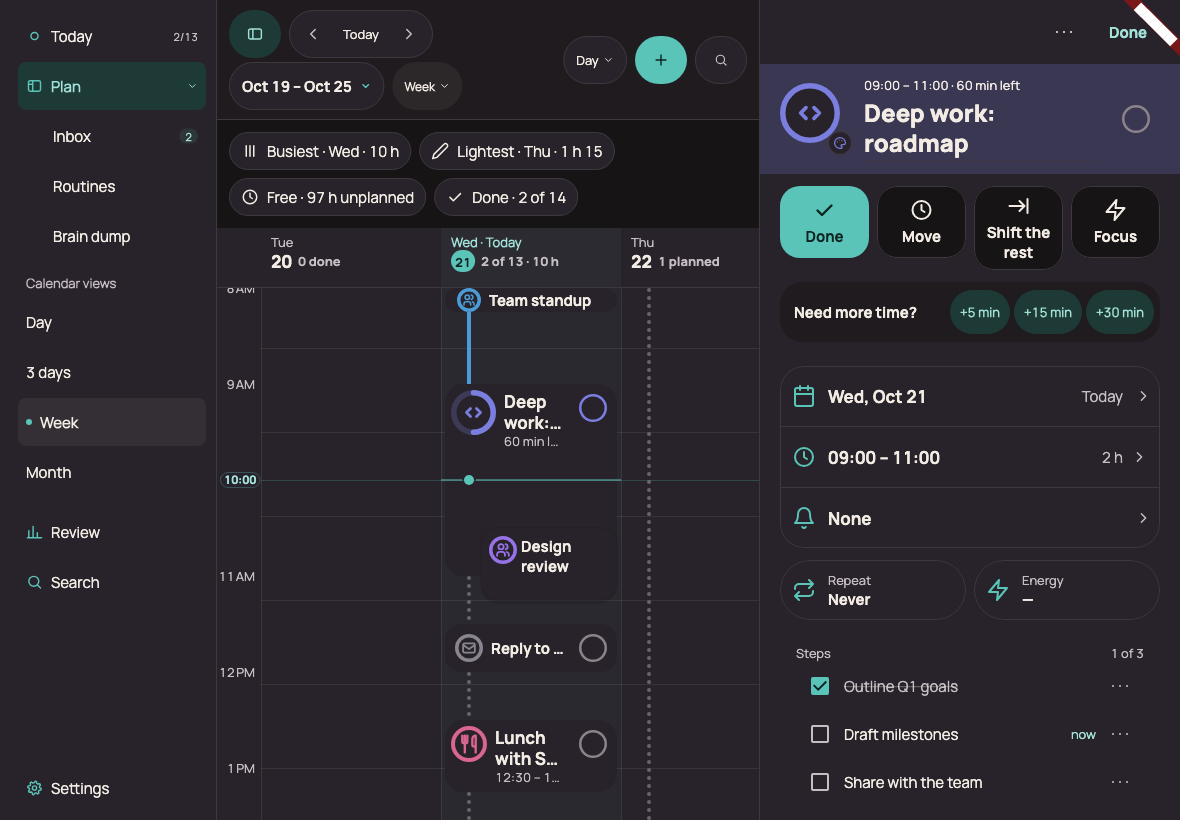 Today
2/13
Plan
Inbox
2
Routines
Brain dump
Calendar views
Day
3 days
Week
Month
Review
Search
Settings
Today
Oct 19 – Oct 25
Week
Day
Busiest · Wed · 10 h
Lightest · Thu · 1 h 15
Free · 97 h unplanned
Done · 2 of 14
Tue
20 0 done
Wed · Today
21 2 of 13 · 10 h
Thu
22 1 planned
8 AM
Team standup
9 AM
Deep
work:...
60 min l...
10:00
Design
review
11 AM
Reply to ...
12 PM
Lunch
with S...
12:30 – 1...
1 PM
Done
09:00 – 11:00 · 60 min left
Deep work:
roadmap
Done
Move
Shift the
rest
Focus
Need more time?
+5 min
+15 min
+30 min
Wed, Oct 21
Today
09:00 – 11:00
2 h
None
Repeat
Never
Energy
–
Steps
1 of 3
Outline Q1 goals
Draft milestones
now
Share with the team